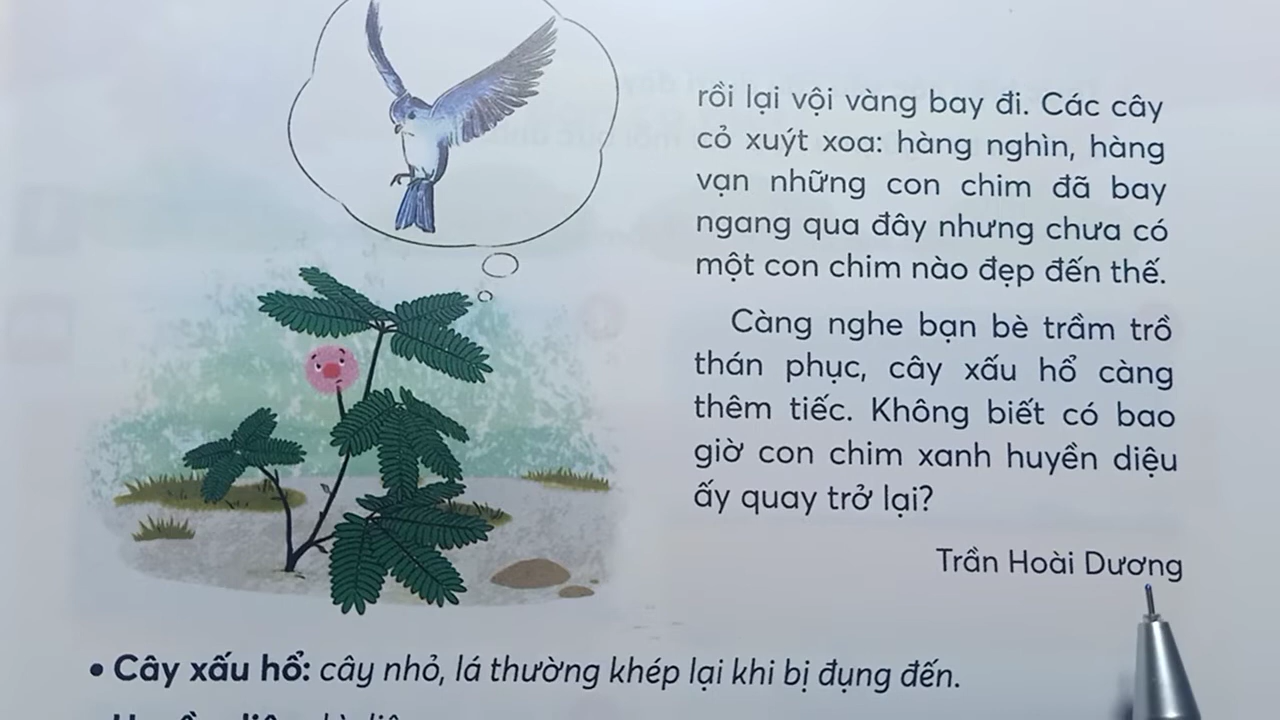 rồi lại vội vàng bay đi. Các cây
cỏ xuýt xoa: hàng nghìn, hàng
vạn những con chim đã bay
ngang qua đây nhưng chưa có
một con chim nào đẹp đến thế.
Càng nghe bạn bè trầm trồ
thán phục, cây xấu hổ càng
thêm tiếc. Không biết có bao
giờ con chim xanh huyền diệu
ấy quay trở lại?
Trần Hoài Dương
• Cây xấu hổ: cây nhỏ, lá thường khép lại khi bị đụng đến.